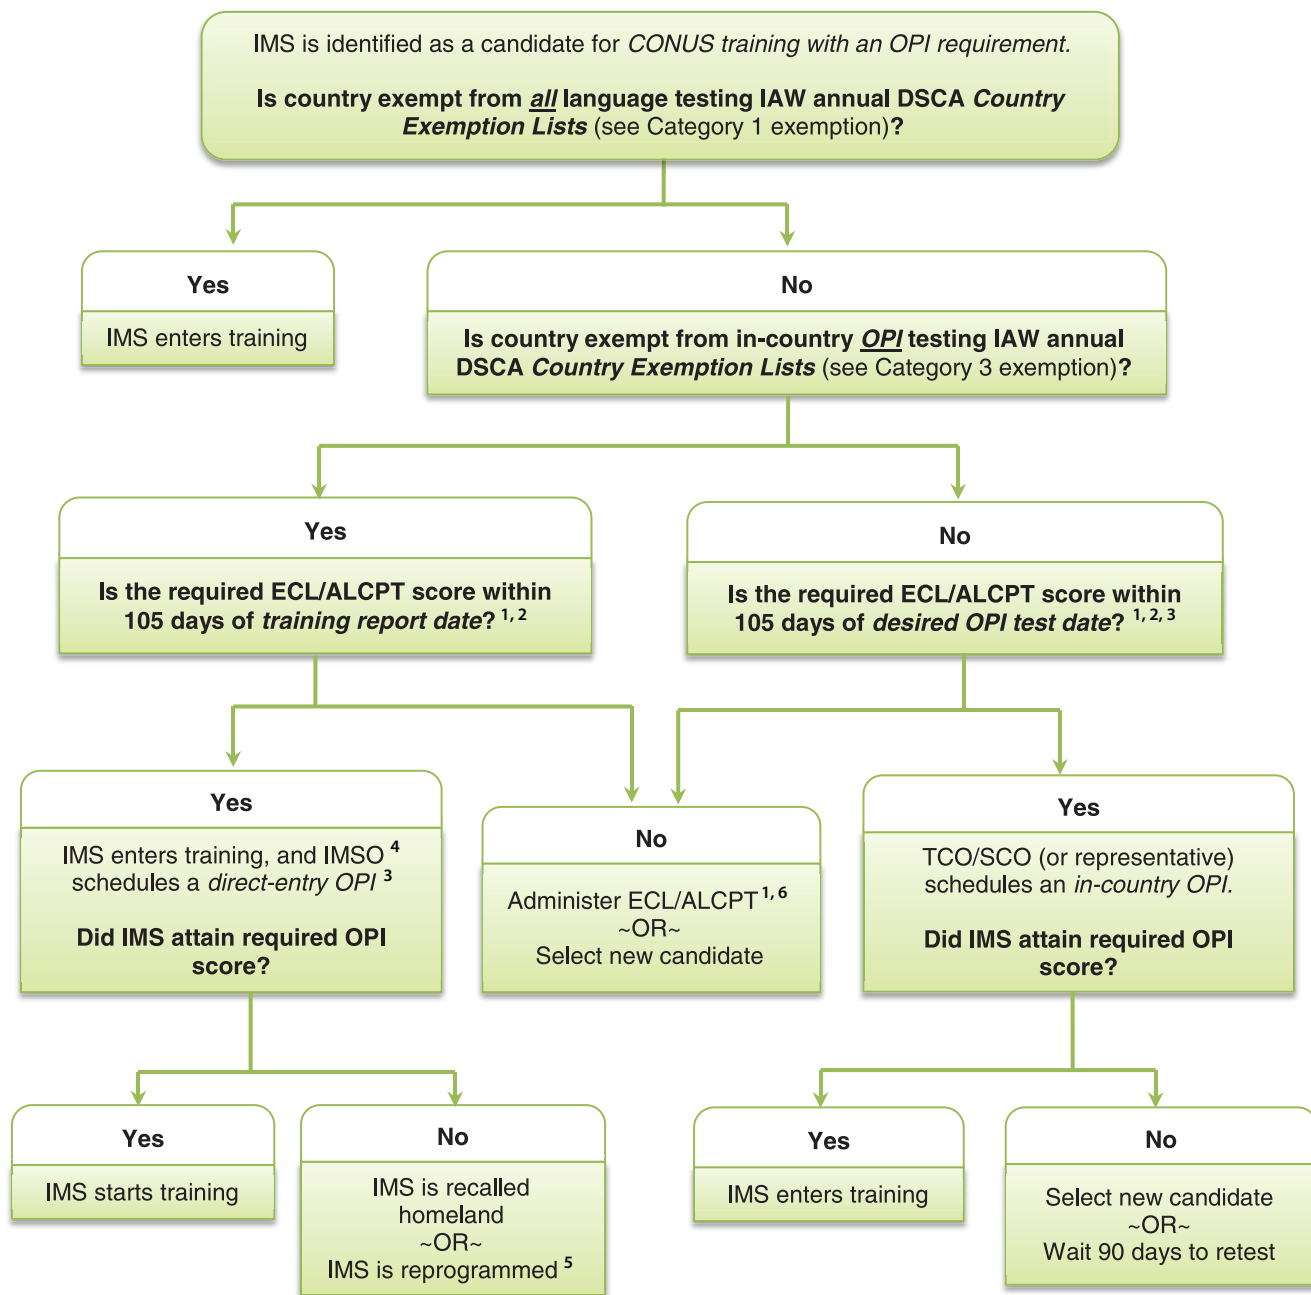 IMS is identified as a candidate for CONUS training with an OPI requirement.
Is country exempt from all language testing IAW annual DSCA Country
Exemption Lists (see Category 1 exemption)?
Yes
IMS enters training
No
Is country exempt from in-country OPI testing IAW annual
DSCA Country Exemption Lists (see Category 3 exemption)?
Yes
Is the required ECL/ALCPT score within
105 days of training report date? 1, 2
No
Is the required ECL/ALCPT score within
105 days of desired OPI test date? 1, 2, 3
Yes
IMS enters training, and IMSO 4
schedules a direct-entry OPI 3
Did IMS attain required OPI
score?
No
Administer ECL/ALCPT 1, 6
~OR~
Select new candidate
Yes
TCO/SCO (or representative)
schedules an in-country OPI.
Did IMS attain required OPI
score?
Yes
IMS starts training
No
IMS is recalled
homeland
~OR~
IMS is reprogrammed 5
Yes
IMS enters training
No
Select new candidate
~OR~
Wait 90 days to retest